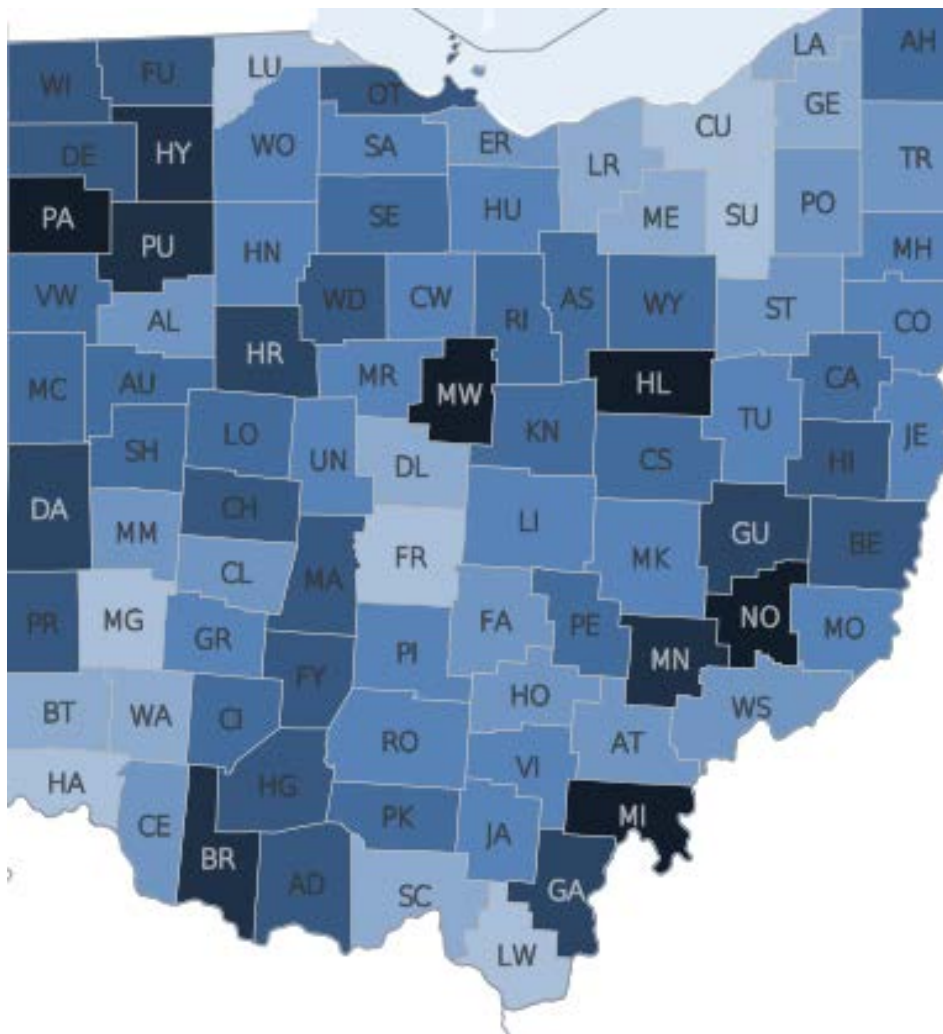 LA
AH
WI
FU
LU
OT
GE
CU
DE
HY
WO
SA
ER
LR
TR
PA
PU
HN
SE
HU
ME
SU
PO
MH
VW
AL
WD
CW
RI
AS
WY
ST
CO
MC
AU
HR
MR
MW
HL
TU
CA
SH
LO
UN
DL
KN
CS
HI
JE
DA
MM
CH
FR
LI
MK
GU
BE
CL
MA
PR
MG
GR
PI
FA
PE
MN
NO
MO
BT
WA
CI
FY
RO
HO
AT
WS
HA
CE
HG
PK
VI
JA
MI
BR
AD
SC
GA
LW